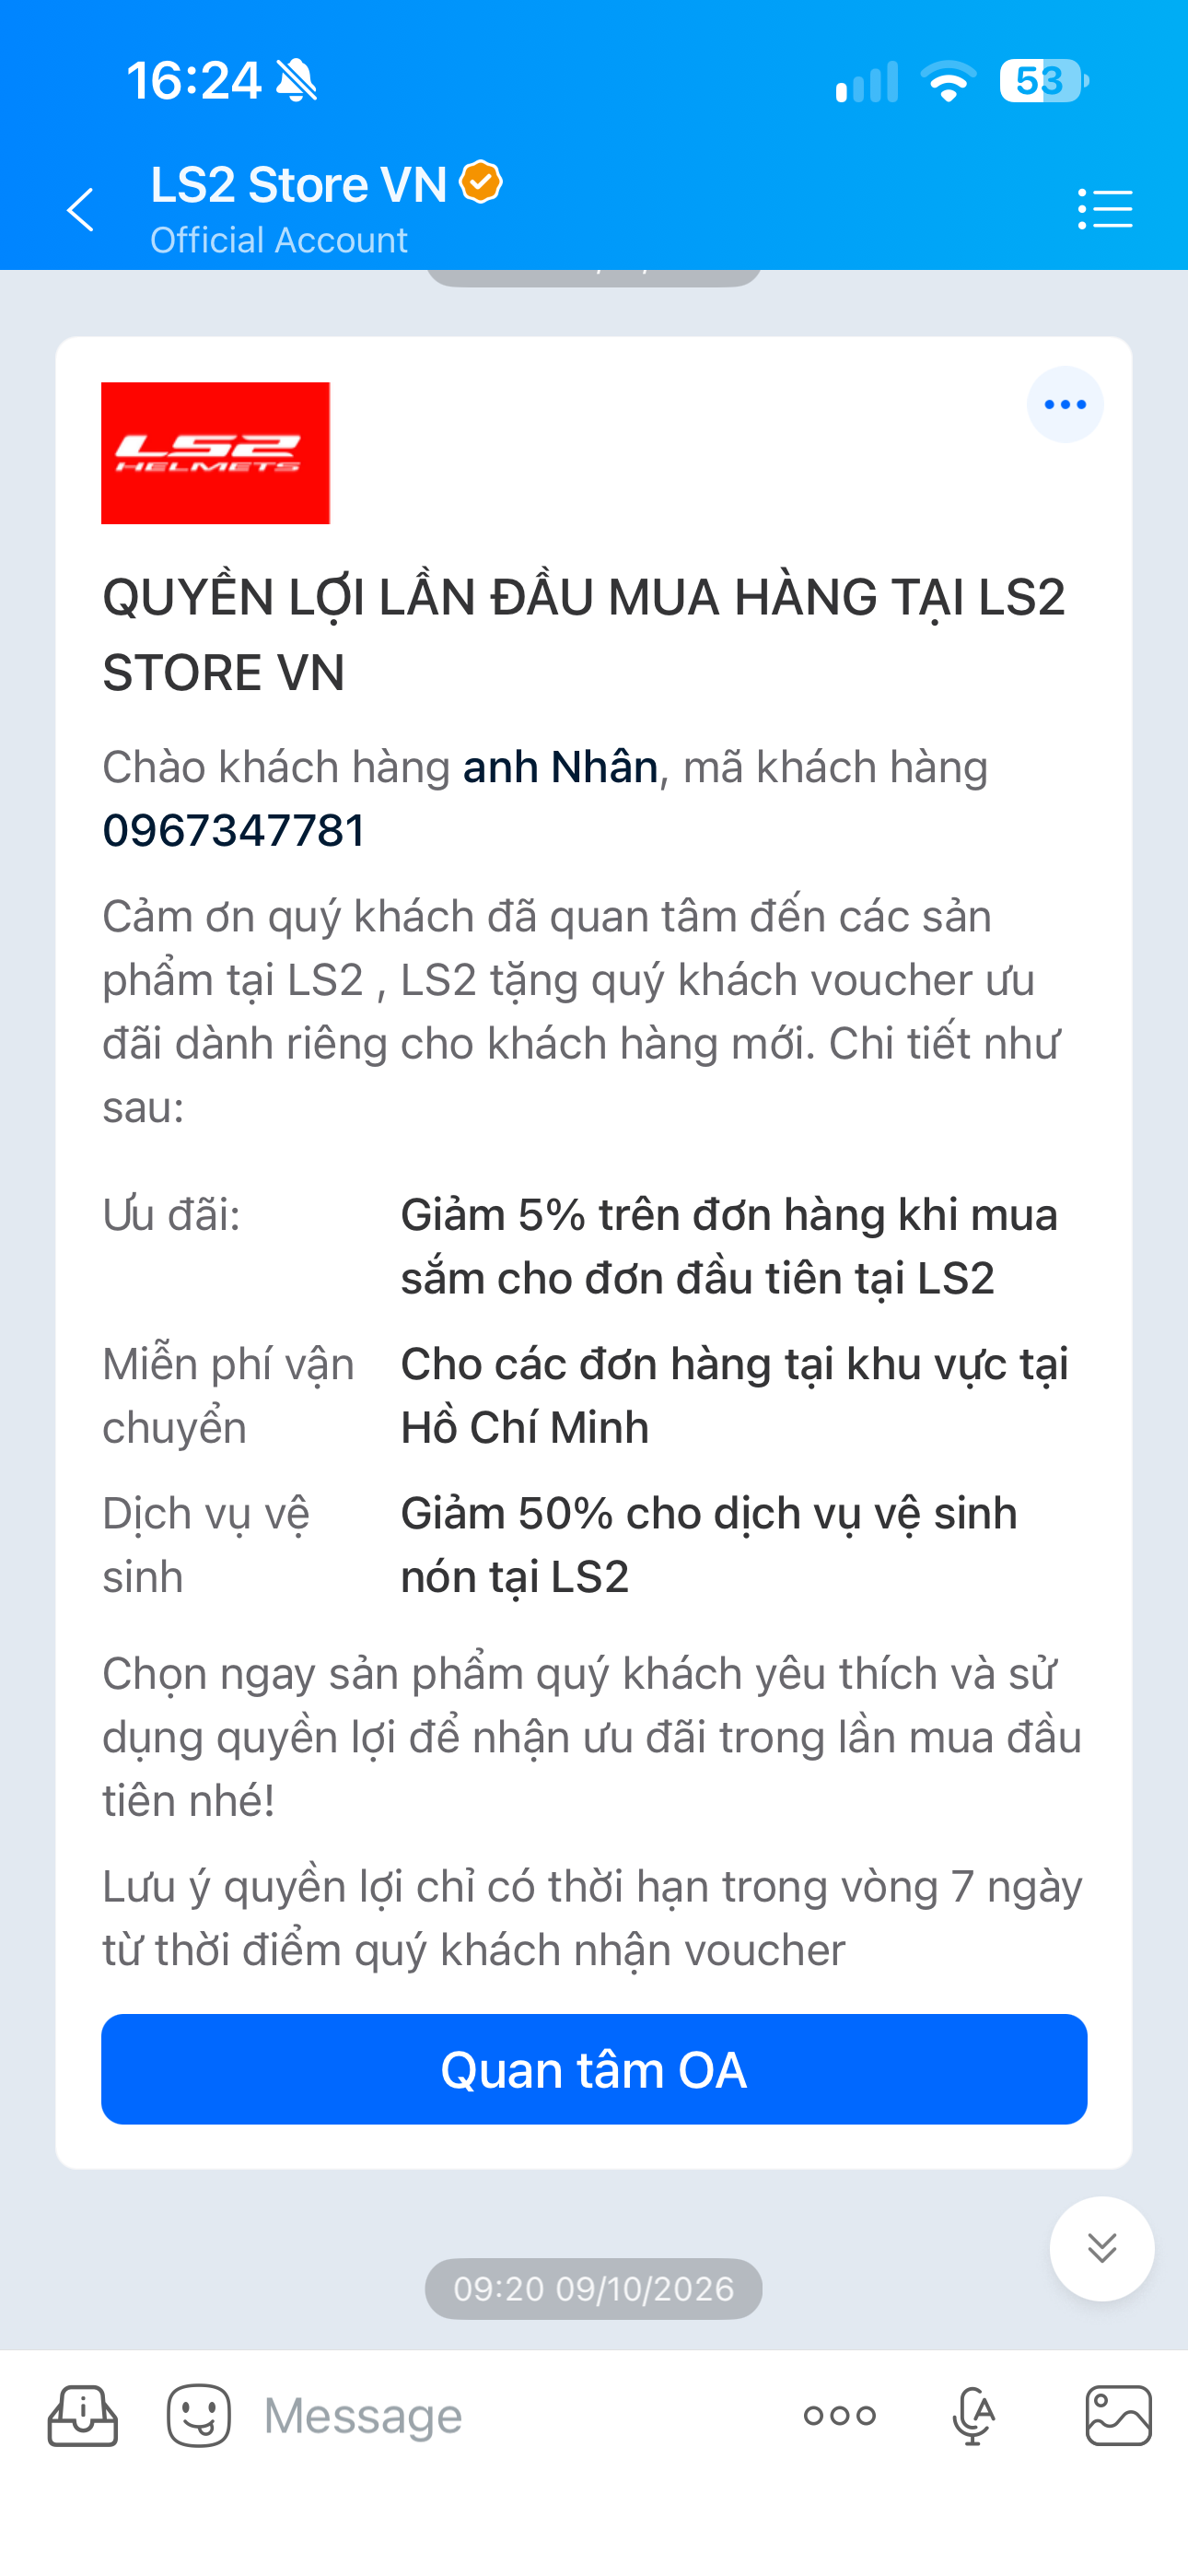 16:24
53
LS2 Store VN
Official Account
LS2
HELMETS
QUYỀN LỢI LẦN ĐẦU MUA HÀNG TẠI LS2
STORE VN
Chào khách hàng anh Nhân, mã khách hàng
0967347781
Cảm ơn quý khách đã quan tâm đến các sản
phẩm tại LS2 , LS2 tặng quý khách voucher ưu
đãi dành riêng cho khách hàng mới. Chi tiết như
sau:
Ưu đãi: Giảm 5% trên đơn hàng khi mua
sắm cho đơn đầu tiên tại LS2
Miễn phí vận Cho các đơn hàng tại khu vực tại
chuyển Hồ Chí Minh
Dịch vụ vệ Giảm 50% cho dịch vụ vệ sinh
sinh nón tại LS2
Chọn ngay sản phẩm quý khách yêu thích và sử
dụng quyền lợi để nhận ưu đãi trong lần mua đầu
tiên nhé!
Lưu ý quyền lợi chỉ có thời hạn trong vòng 7 ngày
từ thời điểm quý khách nhận voucher
Quan tâm OA
09:20 09/10/2026
Message